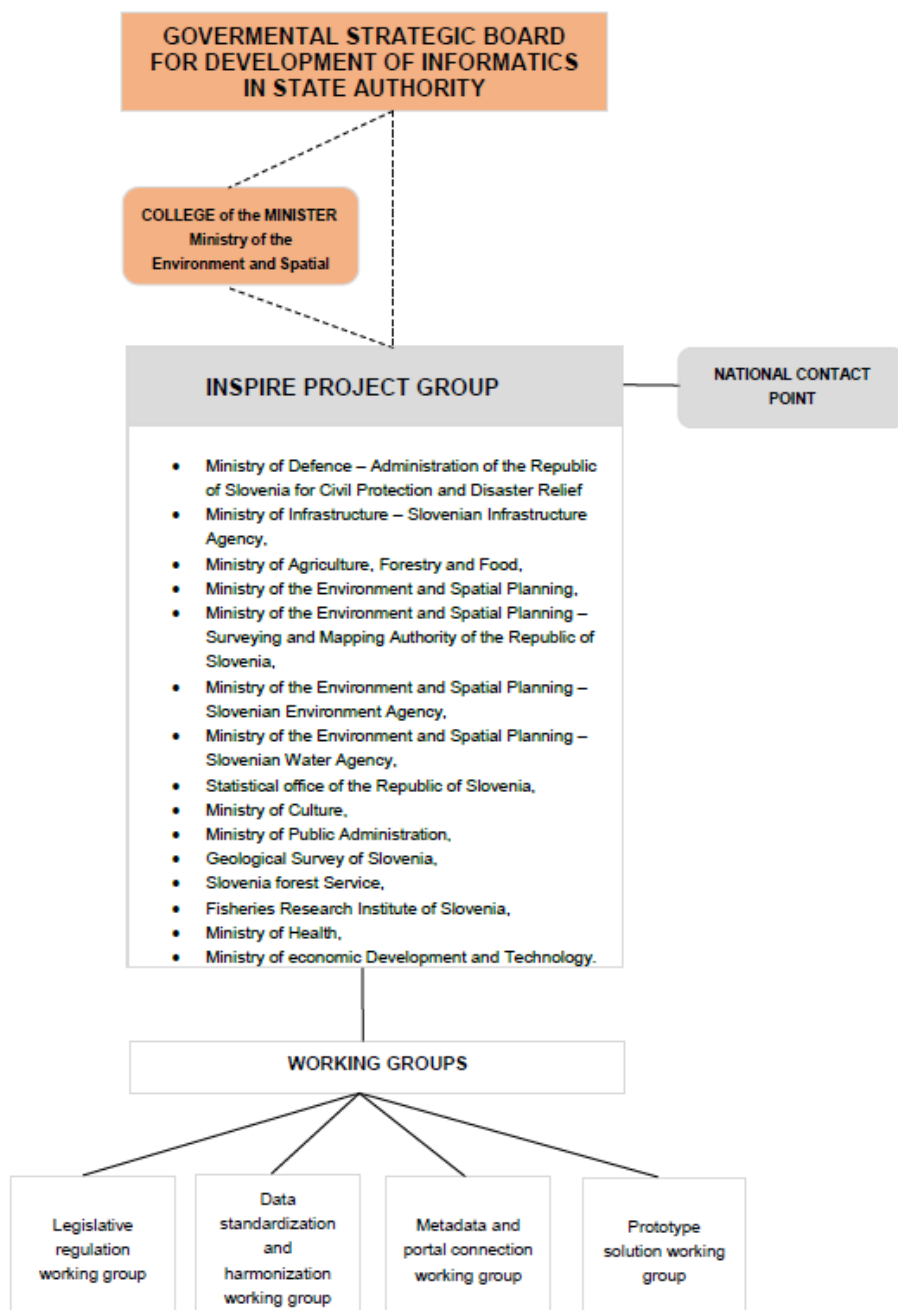 GOVERMENTAL STRATEGIC BOARD
FOR DEVELOPMENT OF INFORMATICS
IN STATE AUTHORITY
COLLEGE of the MINISTER
Ministry of the
Environment and Spatial
INSPIRE PROJECT GROUP
NATIONAL CONTACT
POINT
• Ministry of Defence – Administration of the Republic
of Slovenia for Civil Protection and Disaster Relief
• Ministry of Infrastructure – Slovenian Infrastructure
Agency,
• Ministry of Agriculture, Forestry and Food,
• Ministry of the Environment and Spatial Planning,
• Ministry of the Environment and Spatial Planning –
Surveying and Mapping Authority of the Republic of
Slovenia,
• Ministry of the Environment and Spatial Planning –
Slovenian Environment Agency,
• Ministry of the Environment and Spatial Planning –
Slovenian Water Agency,
• Statistical office of the Republic of Slovenia,
• Ministry of Culture,
• Ministry of Public Administration,
• Geological Survey of Slovenia,
• Slovenia forest Service,
• Fisheries Research Institute of Slovenia,
• Ministry of Health,
• Ministry of economic Development and Technology.
WORKING GROUPS
Legislative
regulation
working group
Data
standardization
and
harmonization
working group
Metadata and
portal connection
working group
Prototype
solution working
group